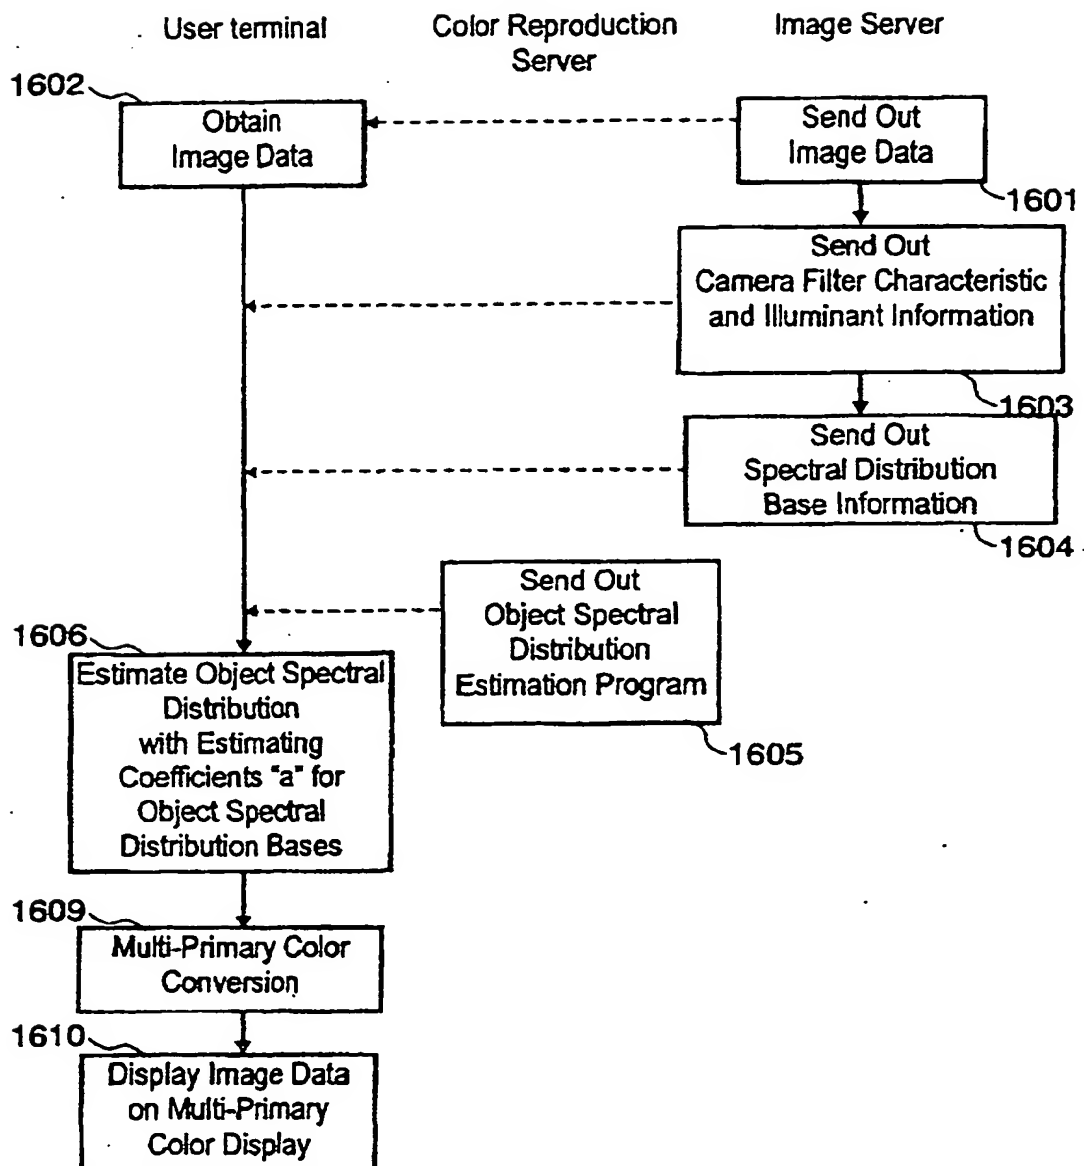 User terminal
Color Reproduction
Server
Image Server
1602
Obtain
Image Data
Send Out
Image Data
1601
Send Out
Camera Filter Characteristic
and Illuminant Information
1603
Send Out
Spectral Distribution
Base Information
1604
Send Out
Object Spectral
Distribution
Estimation Program
1605
1606
Estimate Object Spectral
Distribution
with Estimating
Coefficients "a" for
Object Spectral
Distribution Bases
1609
Multi-Primary Color
Conversion
1610
Display Image Data
on Multi-Primary
Color Display